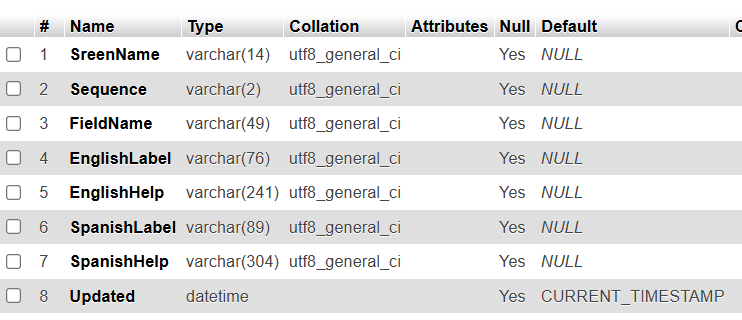 # Name Type Collation Attributes Null Default C
1 SreenName varchar(14) utf8_general_ci Yes NULL
2 Sequence varchar(2) utf8_general_ci Yes NULL
3 FieldName varchar(49) utf8_general_ci Yes NULL
4 EnglishLabel varchar(76) utf8_general_ci Yes NULL
5 EnglishHelp varchar(241) utf8_general_ci Yes NULL
6 SpanishLabel varchar(89) utf8_general_ci Yes NULL
7 SpanishHelp varchar(304) utf8_general_ci Yes NULL
8 Updated datetime Yes CURRENT_TIMESTAMP